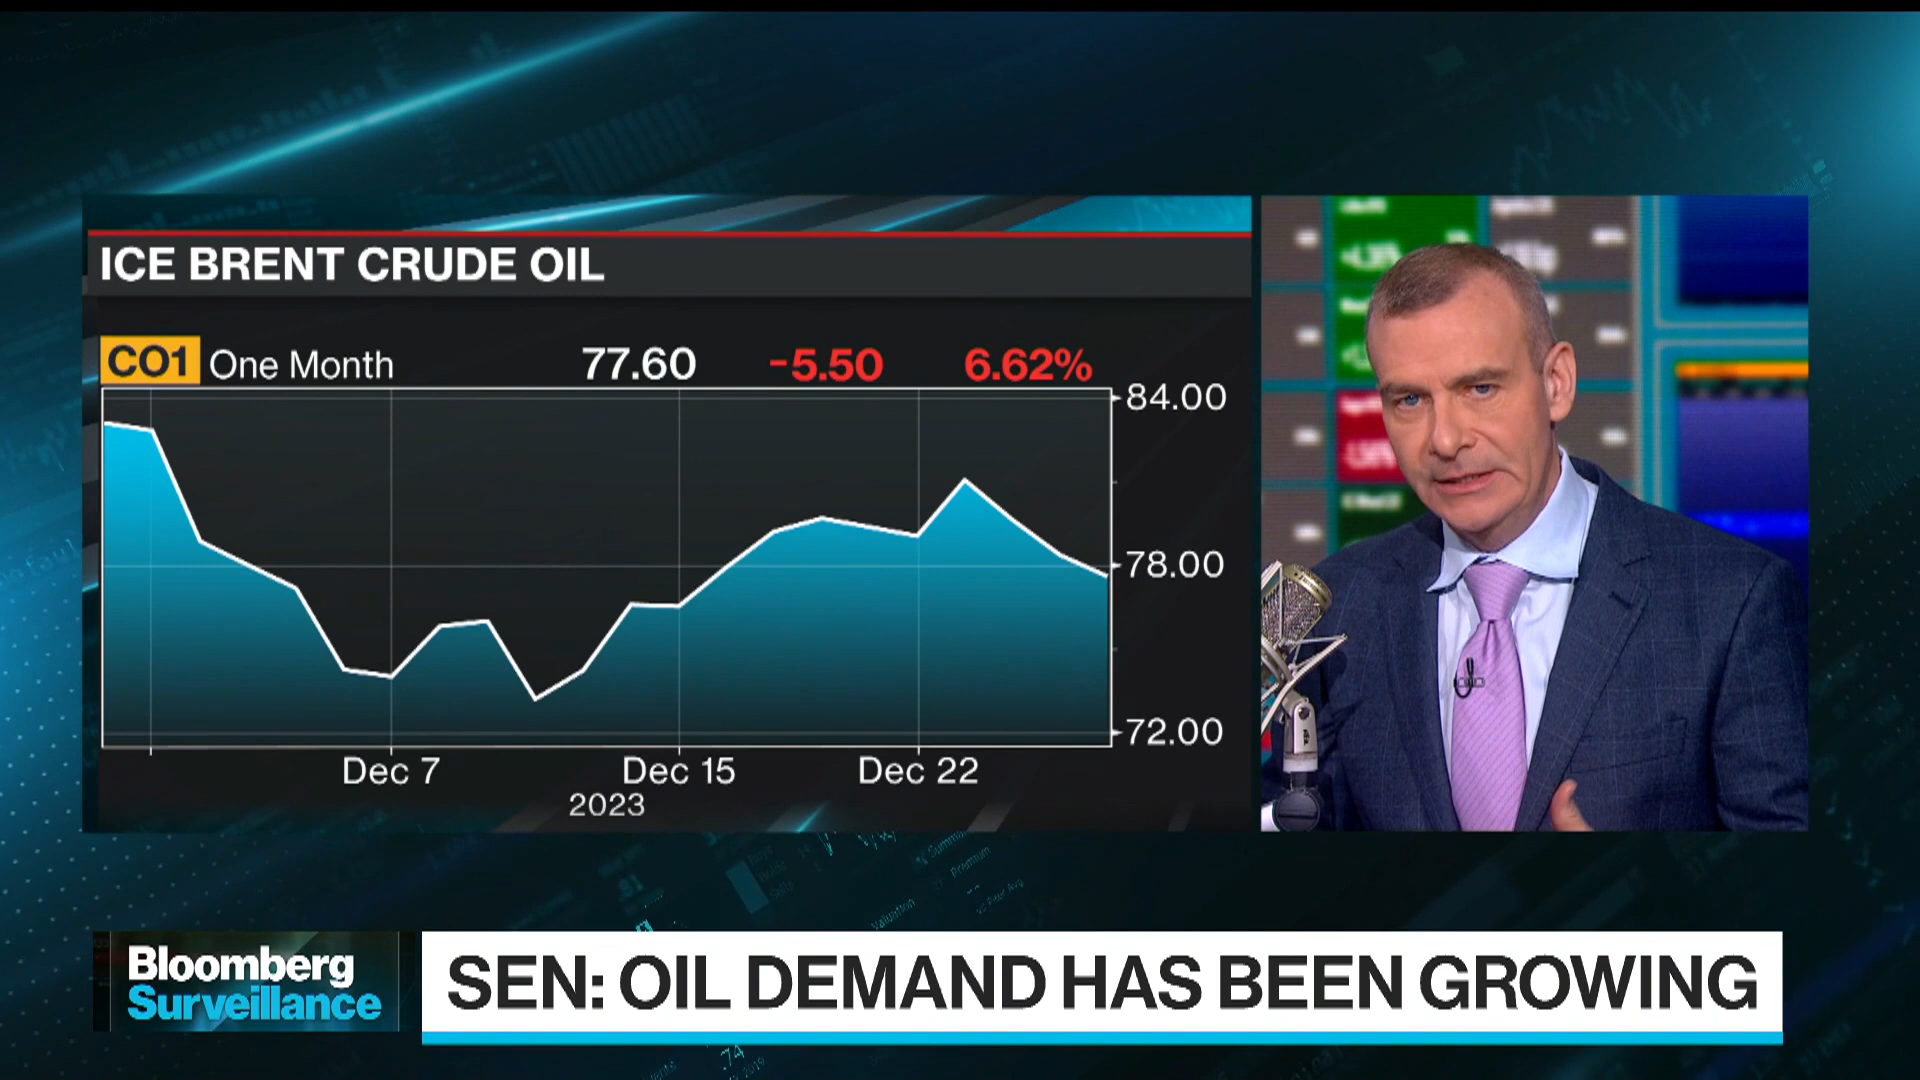 ICE BRENT CRUDE OIL
CO1 One Month 77.60 -5.50 6.62%
84.00
78.00
72.00
Dec 7 Dec 15 Dec 22
2023
Bloomberg
Surveillance
SEN: OIL DEMAND HAS BEEN GROWING